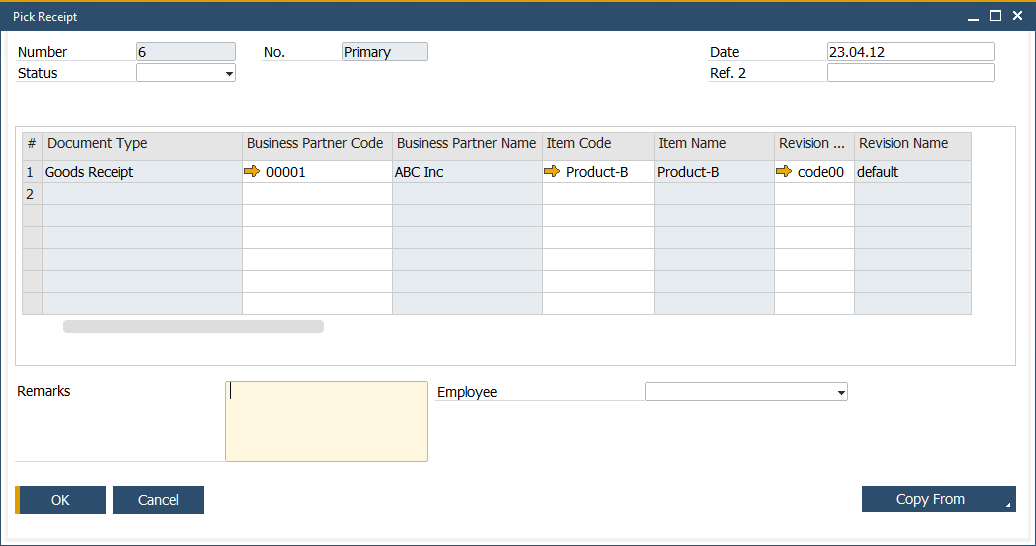 Pick Receipt
Number 6 No. Primary Date 23.04.12
Status Ref. 2
# Document Type Business Partner Code Business Partner Name Item Code Item Name Revision ... Revision Name
1 Goods Receipt 00001 ABC Inc Product-B Product-B code00 default
2
Remarks Employee
OK Cancel Copy From